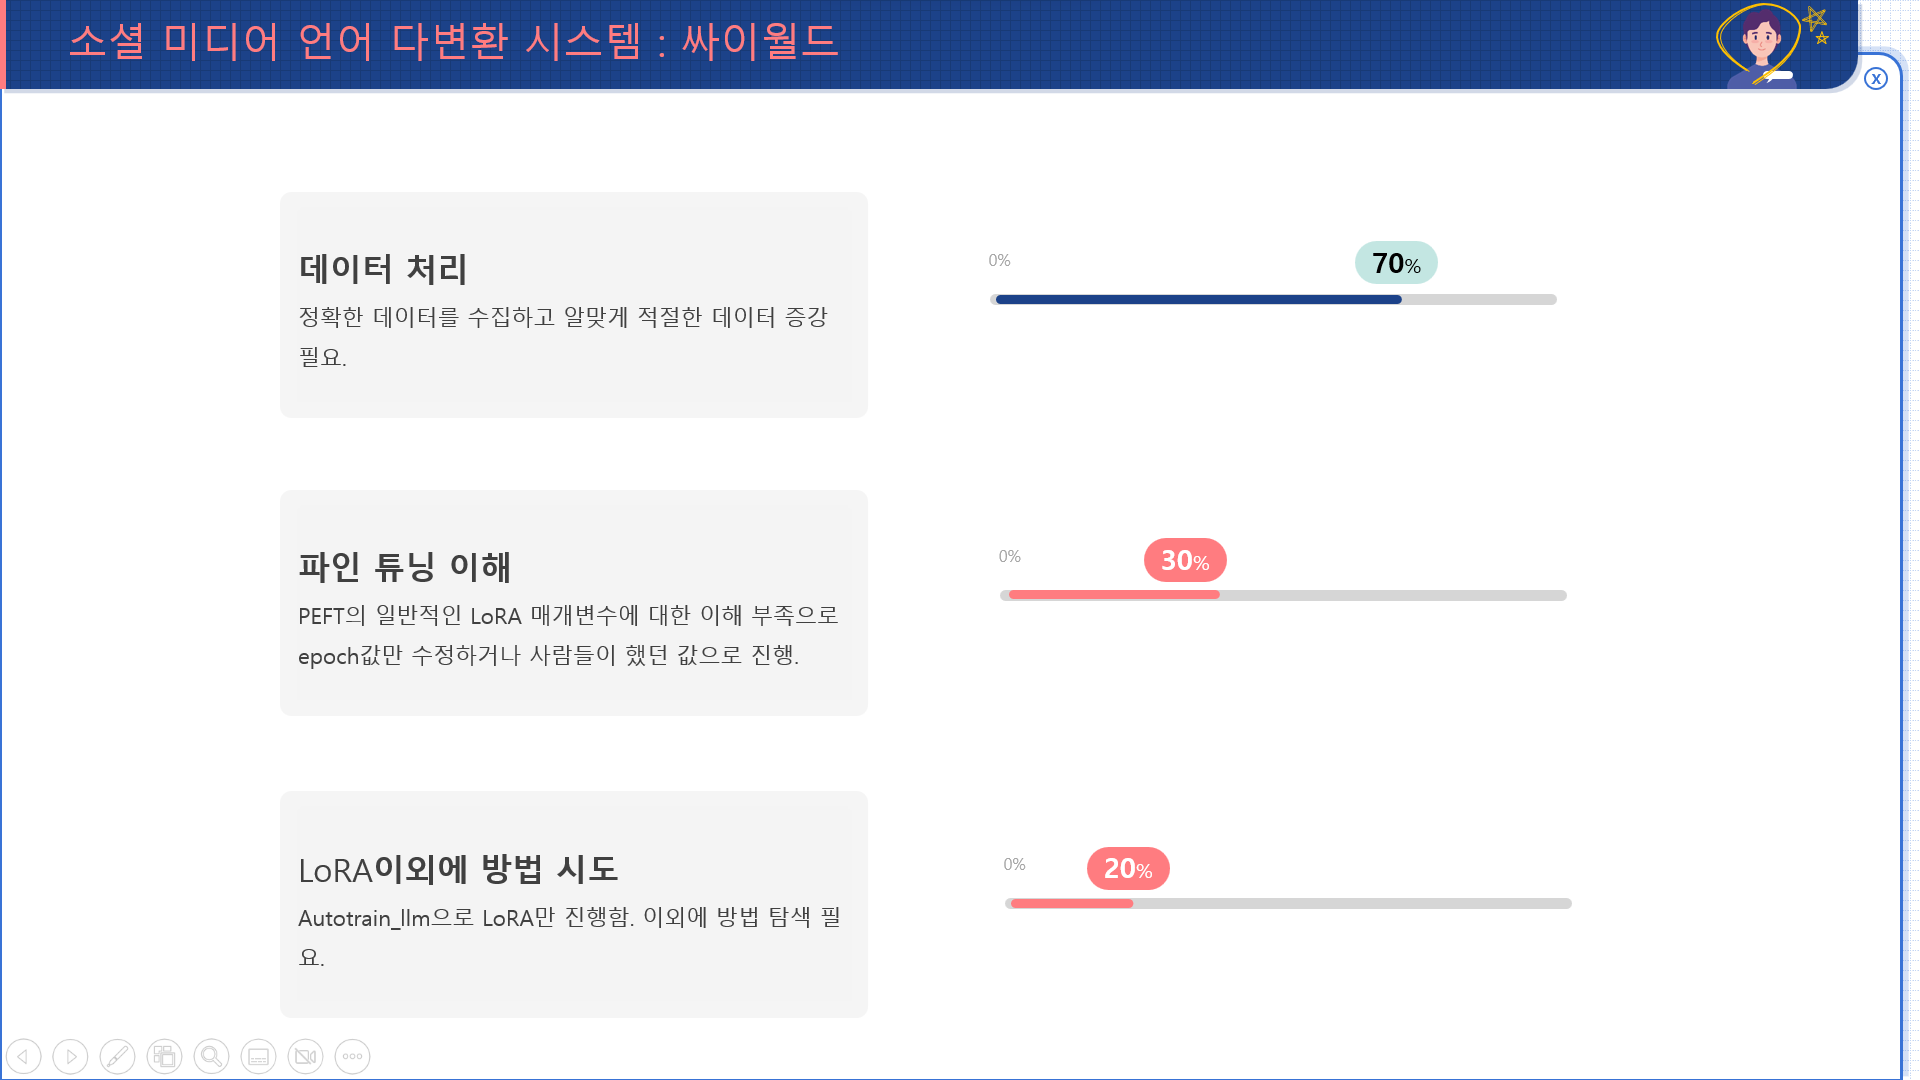 소셜 미디어 언어 다변환 시스템 : 싸이월드
X
데이터 처리
정확한 데이터를 수집하고 알맞게 적절한 데이터 증강
필요.
0%
70%
파인 튜닝 이해
PEFT의 일반적인 LoRA 매개변수에 대한 이해 부족으로
epoch값만 수정하거나 사람들이 했던 값으로 진행.
0%
30%
LoRA이외에 방법 시도
Autotrain_llm으로 LoRA만 진행함. 이외에 방법 탐색 필
요.
0%
20%